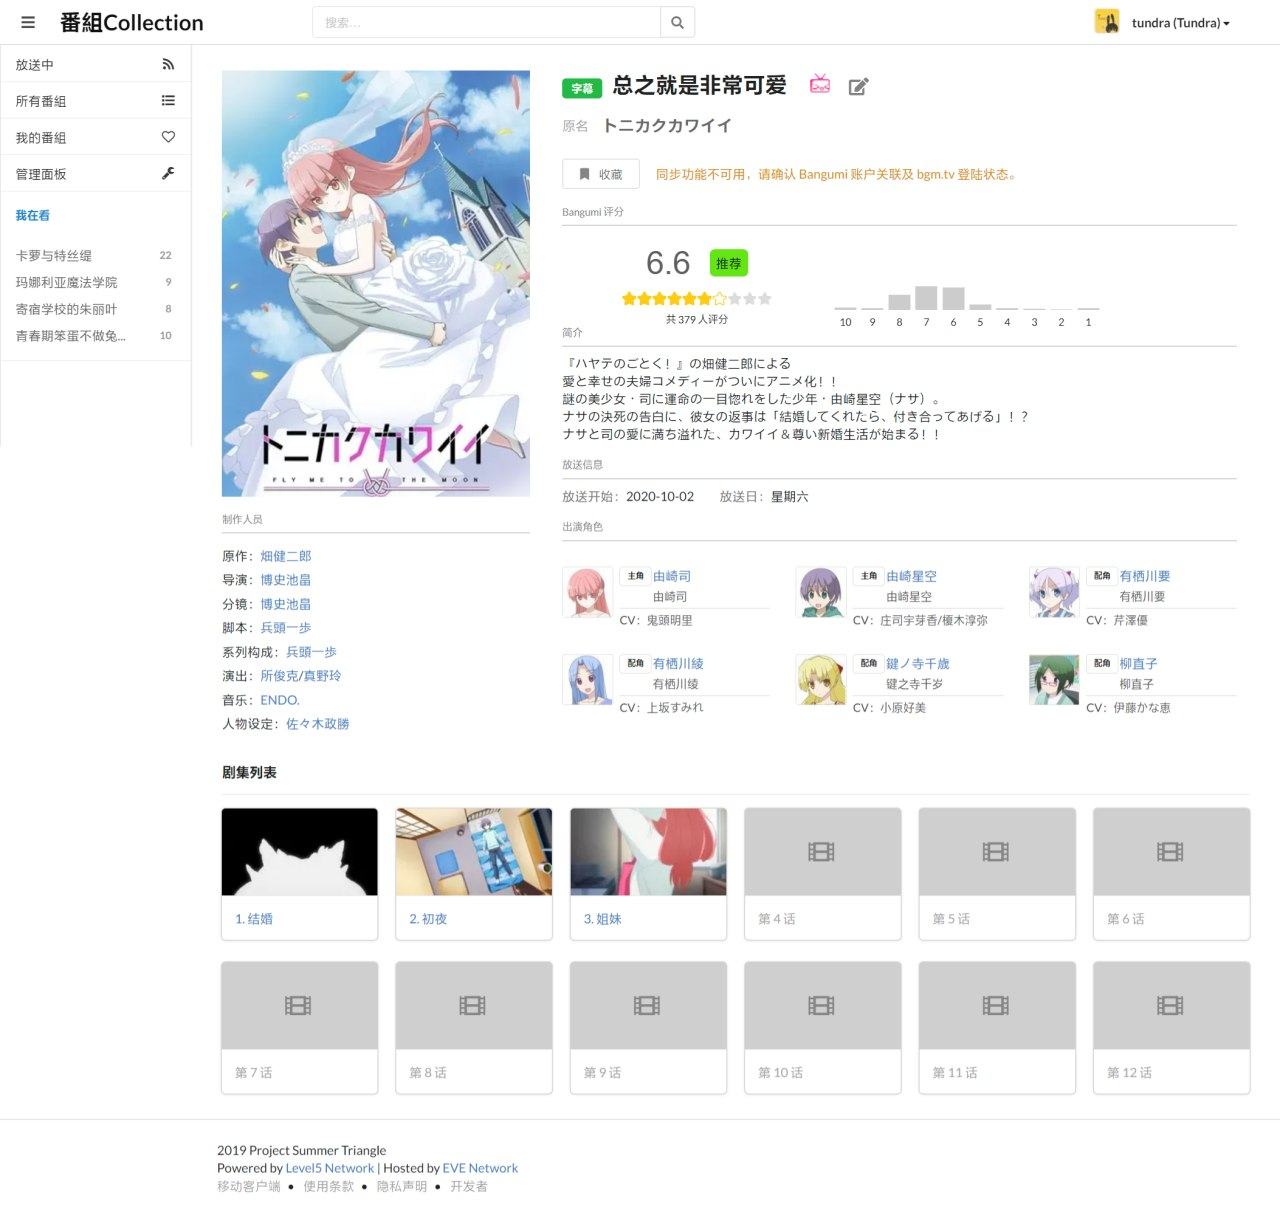 番組Collection
搜索...
tundra (Tundra)
放送中
所有番組
我的番組
管理面板
我在看
卡萝与特丝缇 22
玛娜利亚魔法学院 9
寄宿学校的朱丽叶 8
青春期笨蛋不做兔... 10
トニカクカワイイ
FLY ME TO THE MOON
字幕 总之就是非常可爱
原名 トニカクカワイイ
收藏 同步功能不可用，请确认 Bangumi 账户关联及 bgm.tv 登陆状态。
Bangumi 评分
6.6 推荐
共 379 人评分
10 9 8 7 6 5 4 3 2 1
简介
『ハヤテのごとく！』の畑健二郎による
愛と幸せの夫婦コメディーがついにアニメ化！！
謎の美少女・司に運命の一目惚れをした少年・由崎星空（ナサ）。
ナサの決死の告白に、彼女の返事は「結婚してくれたら、付き合ってあげる」！？
ナサと司の愛に満ち溢れた、カワイイ＆尊い新婚生活が始まる！！
放送信息
放送开始：2020-10-02 放送日：星期六
出演角色
主角 由崎司
由崎司
CV：鬼頭明里
主角 由崎星空
由崎星空
CV：庄司宇芽香/榎木淳弥
配角 有栖川要
有栖川要
CV：芹澤優
配角 有栖川綾
有栖川绫
CV：上坂すみれ
配角 鍵ノ寺千歳
键之寺千岁
CV：小原好美
配角 柳直子
柳直子
CV：伊藤かな恵
制作人员
原作：畑健二郎
导演：博史池畠
分镜：博史池畠
脚本：兵頭一歩
系列构成：兵頭一歩
演出：所俊克/真野玲
音乐：ENDO.
人物设定：佐々木政勝
剧集列表
1. 结婚
2. 初夜
3. 姐妹
第 4 话
第 5 话
第 6 话
第 7 话
第 8 话
第 9 话
第 10 话
第 11 话
第 12 话
2019 Project Summer Triangle
Powered by Level5 Network | Hosted by EVE Network
移动客户端 • 使用条款 • 隐私声明 • 开发者